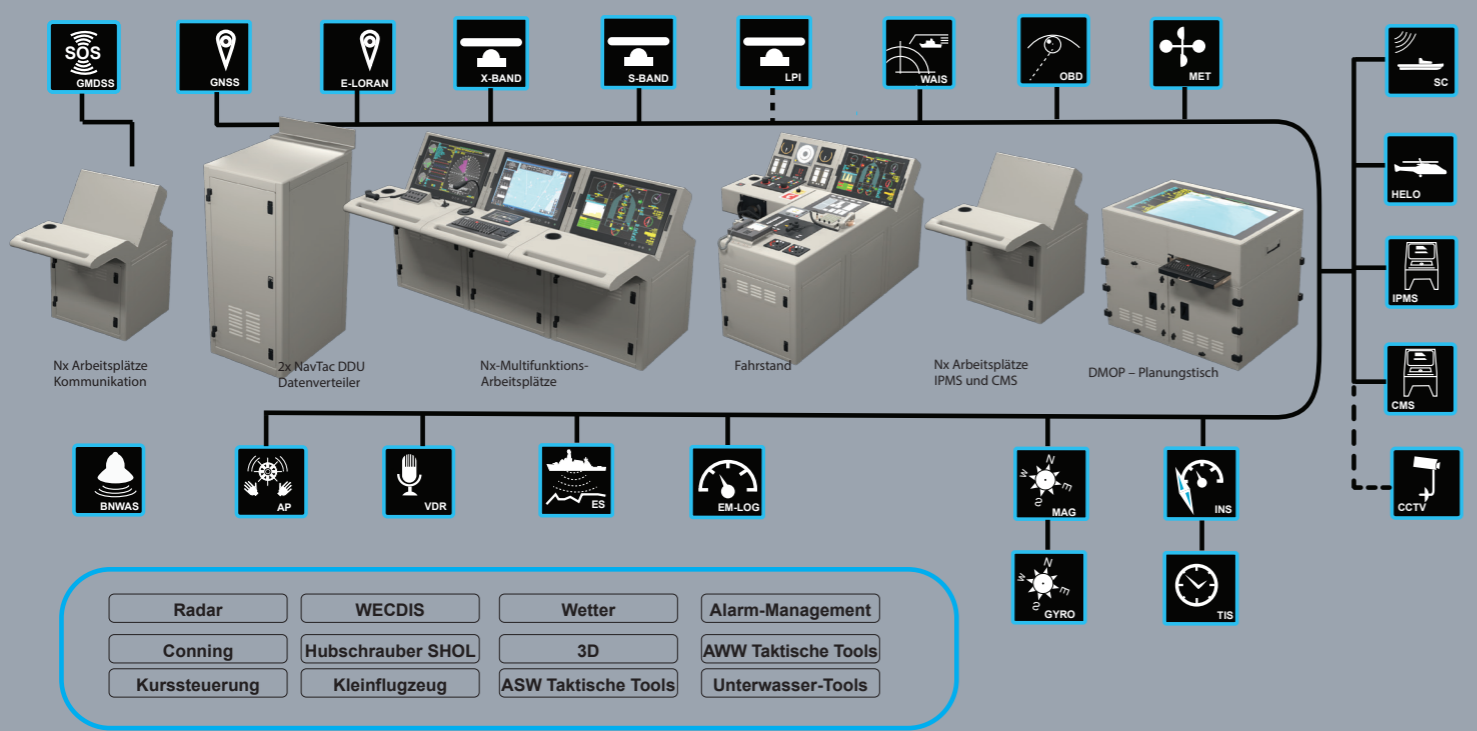 SOS
GMDSS
GNSS
E-LORAN
X-BAND
S-BAND
LPI
WAIS
OBD
MET
SC
HELO
IPMS
CMS
CCTV
Nx Arbeitsplätze
Kommunikation
2x NavTac DDU
Datenverteiler
Nx-Multifunktions-
Arbeitsplätze
Fahrstand
Nx Arbeitsplätze
IPMS und CMS
DMOP – Planungstisch
BNWAS
AP
VDR
ES
EM-LOG
N
E
S
W
MAG
INS
N
E
S
W
GYRO
TIS
Radar
WECDIS
Wetter
Alarm-Management
Conning
Hubschrauber SHOL
3D
AWW Taktische Tools
Kurssteuerung
Kleinflugzeug
ASW Taktische Tools
Unterwasser-Tools